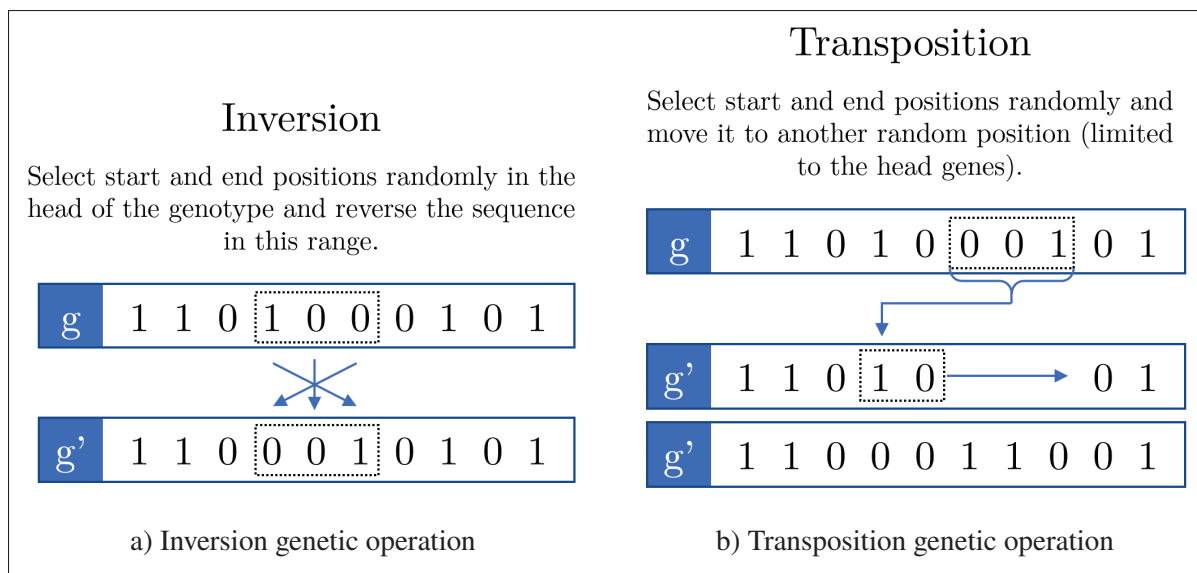 Inversion
Select start and end positions randomly in the
head of the genotype and reverse the sequence
in this range.
g 1 1 0 1 0 0 0 1 0 1
g’ 1 1 0 0 0 1 0 1 0 1
a) Inversion genetic operation
Transposition
Select start and end positions randomly and
move it to another random position (limited
to the head genes).
g 1 1 0 1 0 0 0 1 0 1
g’ 1 1 0 1 0 0 1
g’ 1 1 0 0 0 1 1 0 0 1
b) Transposition genetic operation